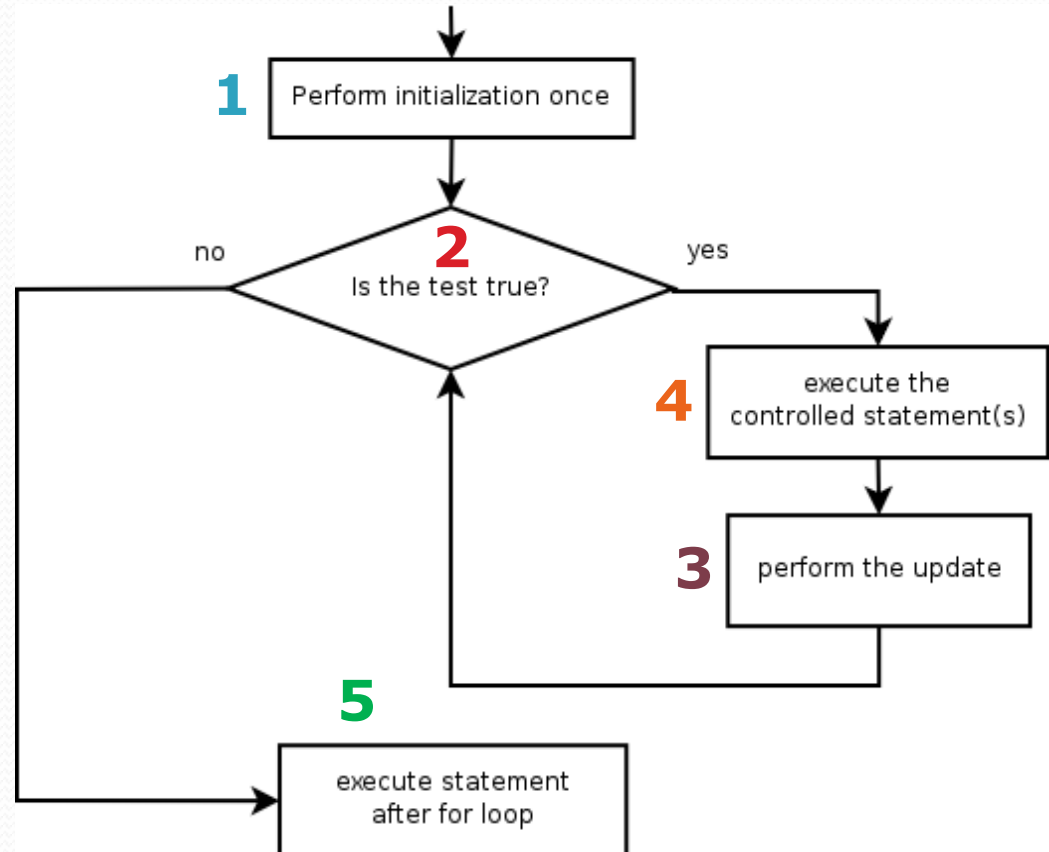 1
Perform initialization once
2
no
yes
Is the test true?
4
execute the
controlled statement(s)
3
perform the update
5
execute statement
after for loop